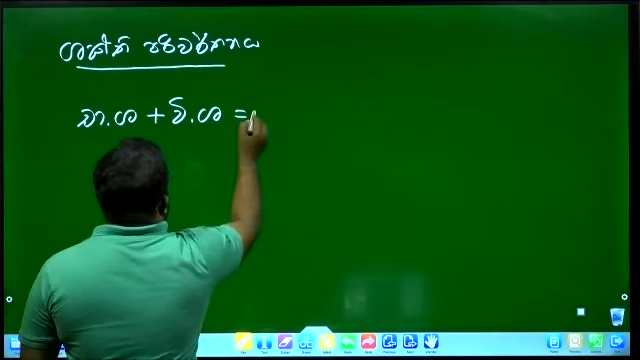 ශක්ති පරිවර්තනය
චා.ශ + වි.ශ =